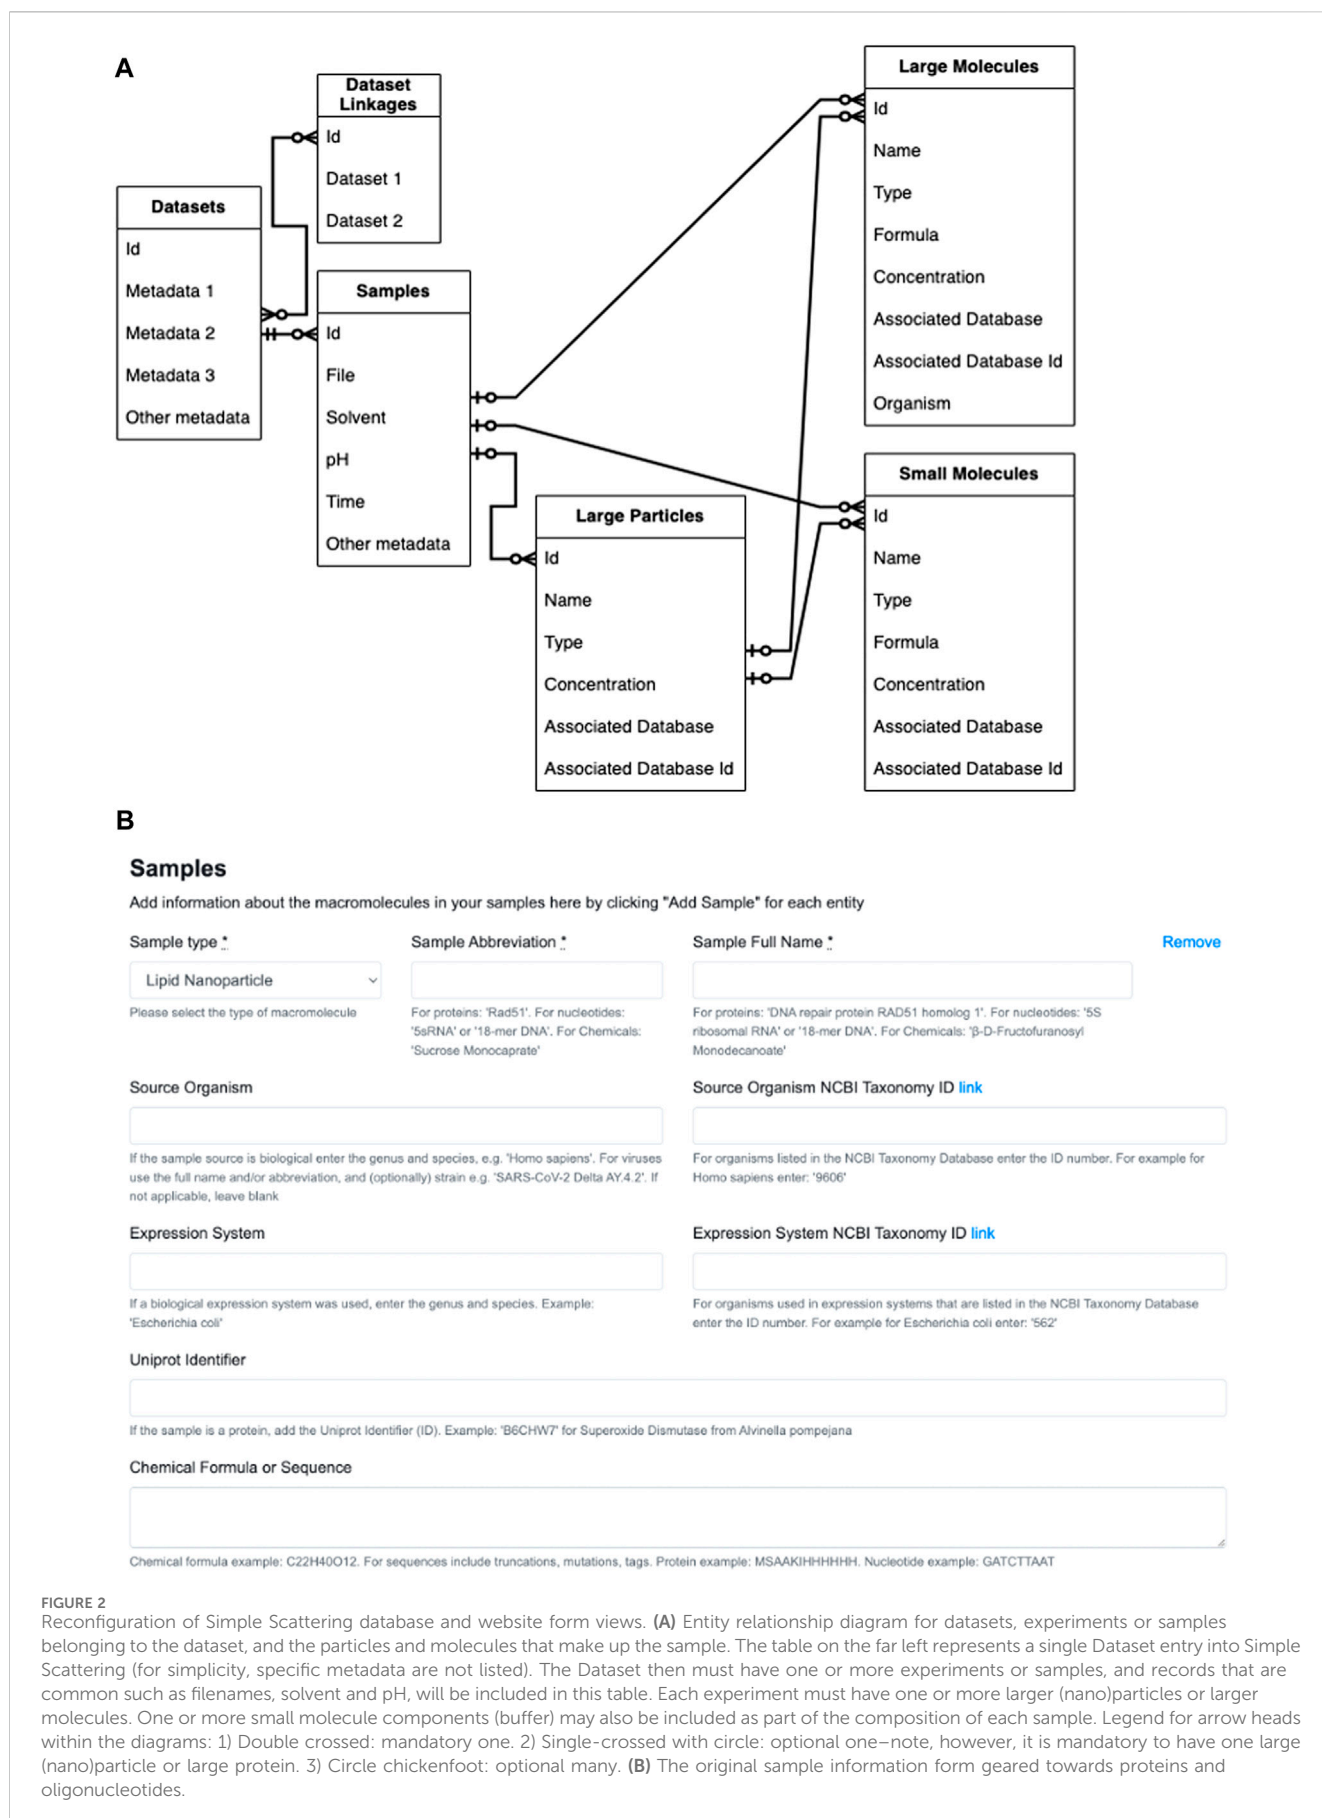 A
Dataset
Linkages
Id
Dataset 1
Dataset 2
Datasets
Id
Metadata 1
Metadata 2
Metadata 3
Other metadata
Samples
Id
File
Solvent
pH
Time
Other metadata
Large Particles
Id
Name
Type
Concentration
Associated Database
Associated Database Id
Large Molecules
Id
Name
Type
Formula
Concentration
Associated Database
Associated Database Id
Organism
Small Molecules
Id
Name
Type
Formula
Concentration
Associated Database
Associated Database Id
B
Samples
Add information about the macromolecules in your samples here by clicking "Add Sample" for each entity
Sample type *
Sample Abbreviation *
Sample Full Name *
Remove
Lipid Nanoparticle
Please select the type of macromolecule
For proteins: 'Rad51'. For nucleotides:
'5sRNA' or '18-mer DNA'. For Chemicals:
'Sucrose Monocaprate'
For proteins: 'DNA repair protein RAD51 homolog 1'. For nucleotides: '5S
ribosomal RNA' or '18-mer DNA'. For Chemicals: 'β-D-Fructofuranosyl
Monodecanoate'
Source Organism
Source Organism NCBI Taxonomy ID link
If the sample source is biological enter the genus and species, e.g. 'Homo sapiens'. For viruses
use the full name and/or abbreviation, and (optionally) strain e.g. 'SARS-CoV-2 Delta AY.4.2'. If
not applicable, leave blank
For organisms listed in the NCBI Taxonomy Database enter the ID number. For example for
Homo sapiens enter: '9606'
Expression System
Expression System NCBI Taxonomy ID link
If a biological expression system was used, enter the genus and species. Example:
'Escherichia coli'
For organisms used in expression systems that are listed in the NCBI Taxonomy Database
enter the ID number. For example for Escherichia coli enter: '562'
Uniprot Identifier
If the sample is a protein, add the Uniprot Identifier (ID). Example: 'B6CHW7' for Superoxide Dismutase from Alvinella pompejana
Chemical Formula or Sequence
Chemical formula example: C22H40O12. For sequences include truncations, mutations, tags. Protein example: MSAAKIHHHHHH. Nucleotide example: GATCTTAAT
FIGURE 2
Reconfiguration of Simple Scattering database and website form views. (A) Entity relationship diagram for datasets, experiments or samples
belonging to the dataset, and the particles and molecules that make up the sample. The table on the far left represents a single Dataset entry into Simple
Scattering (for simplicity, specific metadata are not listed). The Dataset then must have one or more experiments or samples, and records that are
common such as filenames, solvent and pH, will be included in this table. Each experiment must have one or more larger (nano)particles or larger
molecules. One or more small molecule components (buffer) may also be included as part of the composition of each sample. Legend for arrow heads
within the diagrams: 1) Double crossed: mandatory one. 2) Single-crossed with circle: optional one–note, however, it is mandatory to have one large
(nano)particle or large protein. 3) Circle chickenfoot: optional many. (B) The original sample information form geared towards proteins and
oligonucleotides.